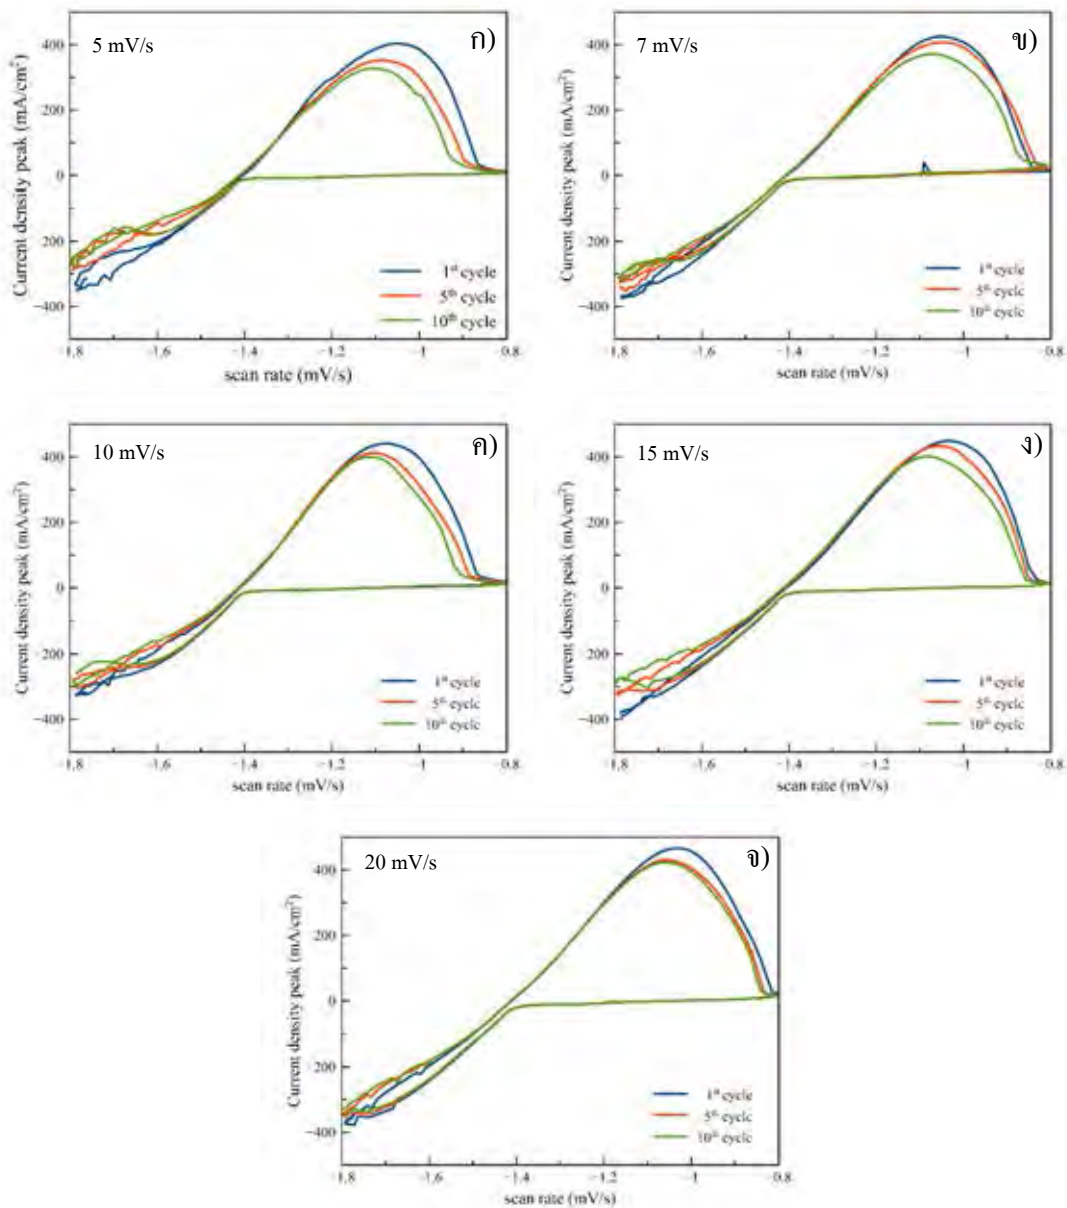 5 mV/s
ก)
Current density peak (mA/cm²)
400
200
0
200
−400
1st cycle
5th cycle
10th cycle
-1.8
−1.6
−1.4
−1.2
-1
-0.8
scan rate (mV/s)
7 mV/s
ข)
Current density peak (mA/cm²)
400
200
0
-200
−400
1st cycle
5th cycle
10th cycle
-1.8
−1.6
−1.4
−1.2
-1
-0.8
scan rate (mV/s)
10 mV/s
ค)
Current density peak (mA/cm²)
400
200
0
-200
−400
1st cycle
5th cycle
10th cycle
-1.8
−1.6
−1.4
−1.2
-1
-0.8
scan rate (mV/s)
15 mV/s
ง)
Current density peak (mA/cm²)
400
200
0
-200
−400
1st cycle
5th cycle
10th cycle
-1.8
−1.6
−1.4
−1.2
-1
-0.8
scan rate (mV/s)
20 mV/s
จ)
Current density peak (mA/cm²)
400
200
0
-200
−400
1st cycle
5th cycle
10th cycle
-1.8
−1.6
−1.4
−1.2
-1
-0.8
scan rate (mV/s)